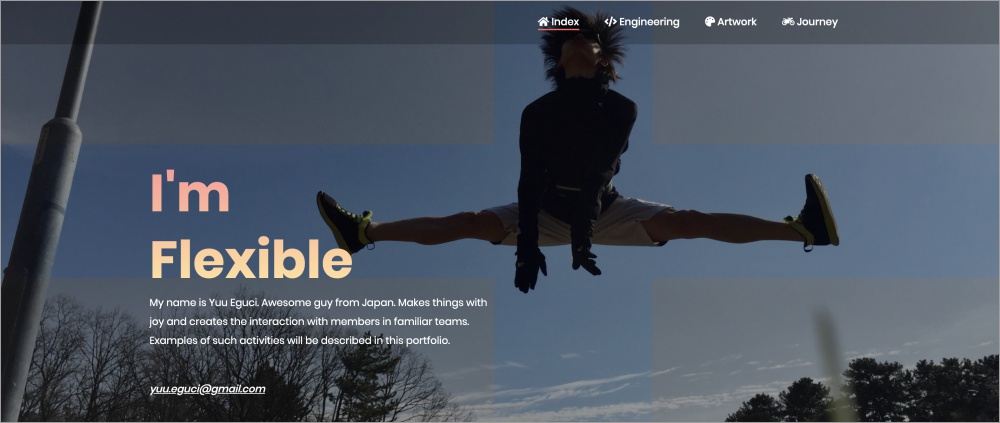 Index
Engineering
Artwork
Journey
I'm
Flexible
My name is Yuu Eguci. Awesome guy from Japan. Makes things with
joy and creates the interaction with members in familiar teams.
Examples of such activities will be described in this portfolio.
yuu.eguci@gmail.com